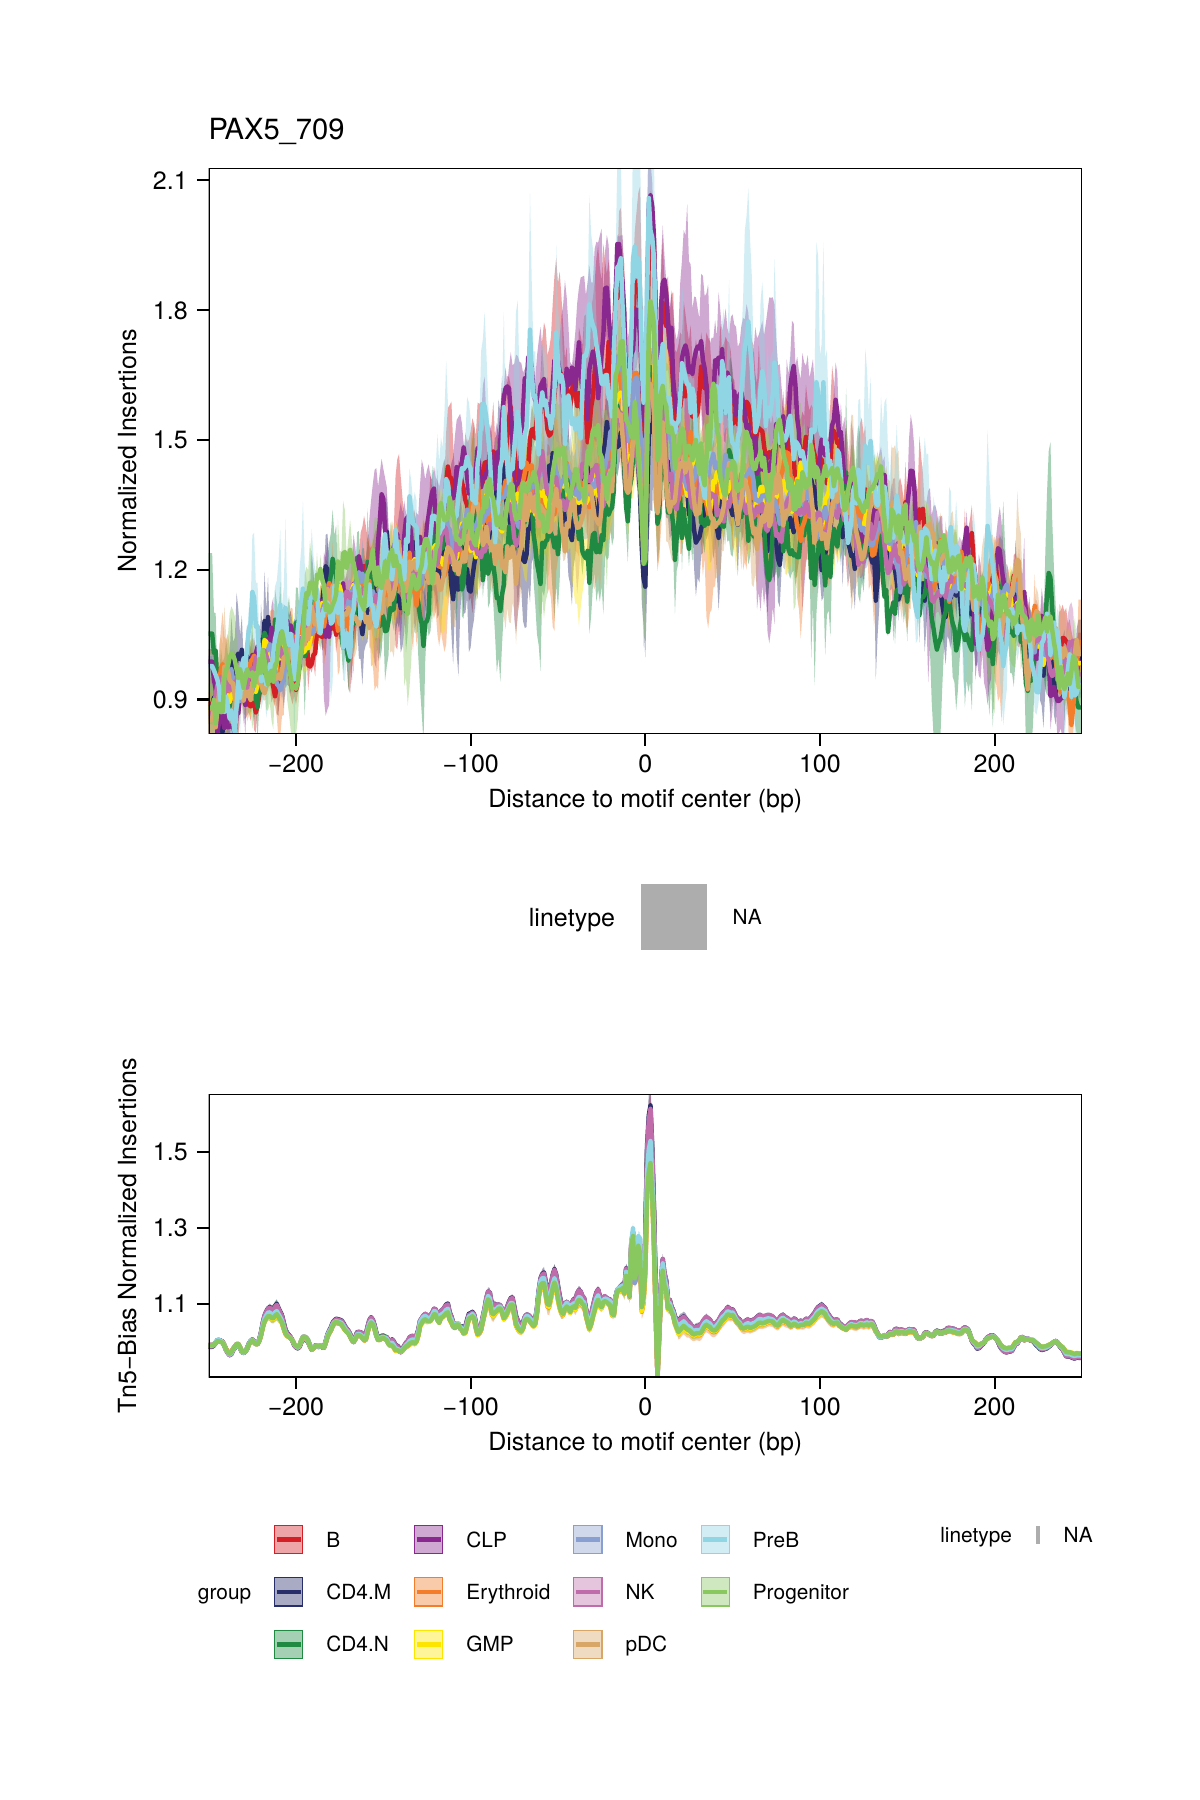 PAX5_709
Normalized Insertions
2.1
1.8
1.5
1.2
0.9
−200 −100 0 100 200
Distance to motif center (bp)
linetype NA
Tn5−Bias Normalized Insertions
1.5
1.3
1.1
−200 −100 0 100 200
Distance to motif center (bp)
B CLP Mono PreB linetype NA
group CD4.M Erythroid NK Progenitor
CD4.N GMP pDC